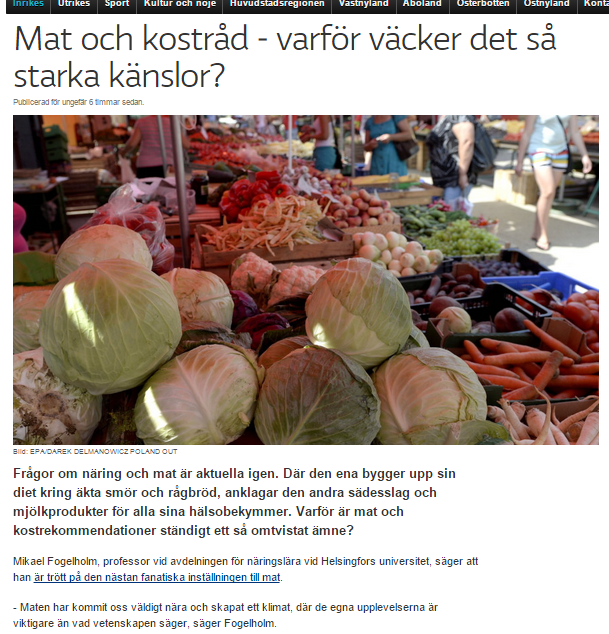 Inrikes Utrikes Sport Kultur och nöje Huvudstadsregionen Västnyland Åboland Österbotten Östnyland
Mat och kostråd - varför väcker det så
starka känslor?
Publicerad för ungefär 6 timmar sedan.
Bild: EPA/DAREK DELMANOWICZ POLAND OUT
Frågor om näring och mat är aktuella igen. Där den ena bygger upp sin
diet kring äkta smör och rågbröd, anklagar den andra sädesslag och
mjölkprodukter för alla sina hälsobekymmer. Varför är mat och
kostrekommendationer ständigt ett så omtvistat ämne?
Mikael Fogelholm, professor vid avdelningen för näringslära vid Helsingfors universitet, säger att
han är trött på den nästan fanatiska inställningen till mat.
- Maten har kommit oss väldigt nära och skapat ett klimat, där de egna upplevelserna är
viktigare än vad vetenskapen säger, säger Fogelholm.